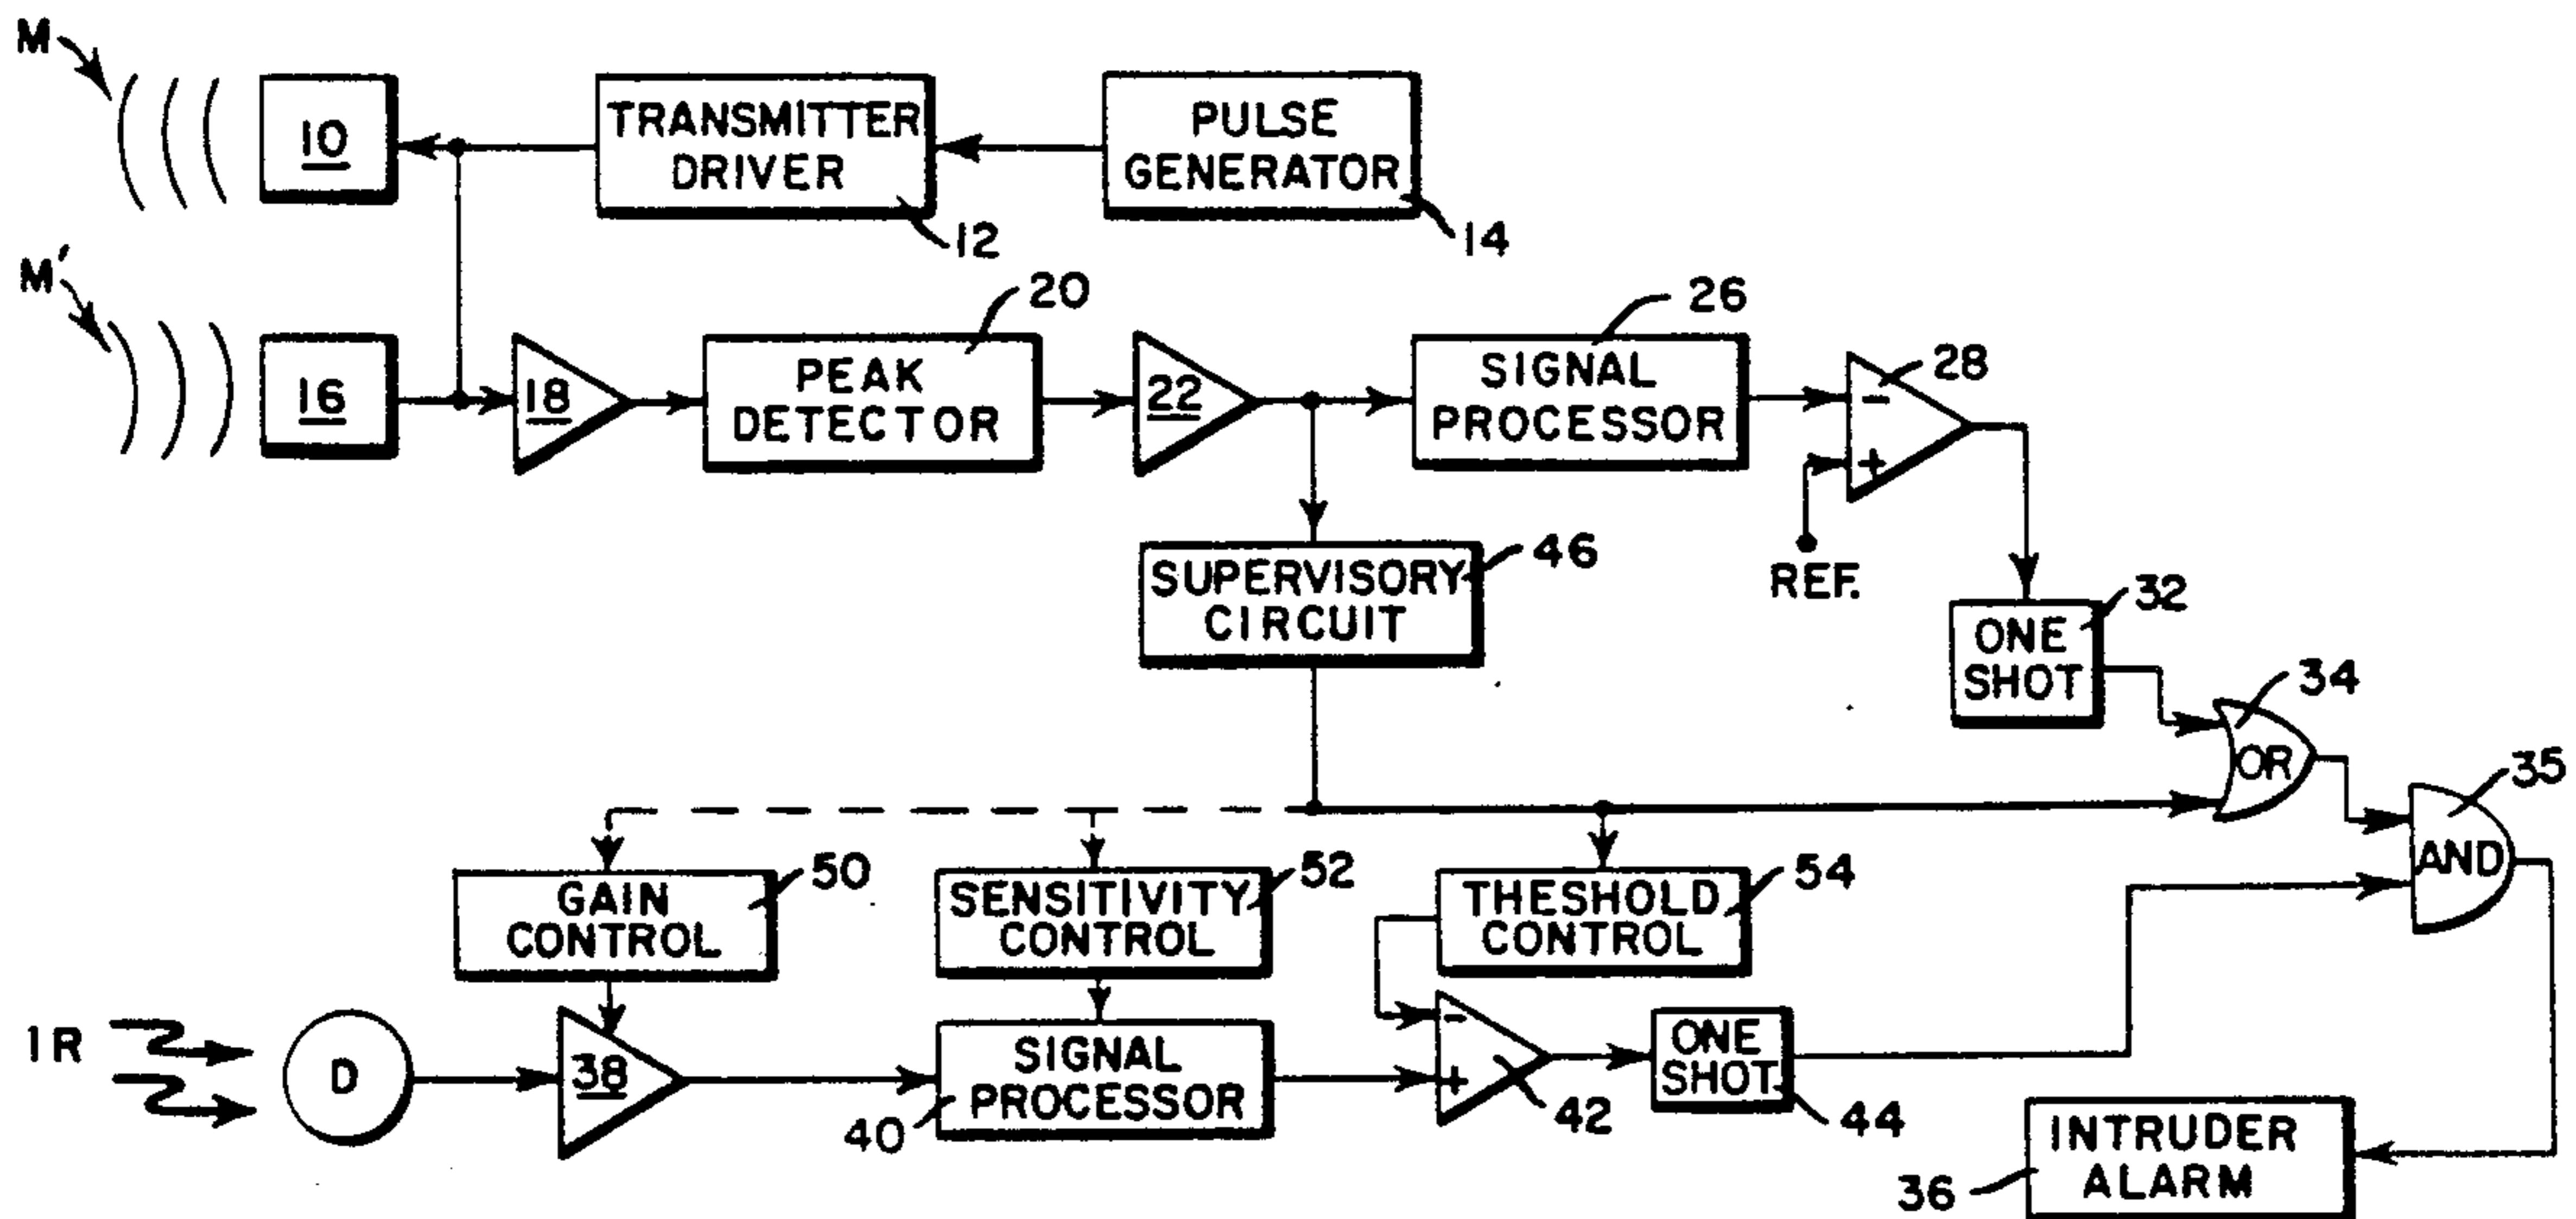 M
10
TRANSMITTER
DRIVER
12
PULSE
GENERATOR
14
M'
16
18
20
PEAK
DETECTOR
22
26
SIGNAL
PROCESSOR
28
-
+
REF.
46
SUPERVISORY
CIRCUIT
32
ONE
SHOT
34
OR
35
AND
50
GAIN
CONTROL
52
SENSITIVITY
CONTROL
54
THESHOLD
CONTROL
IR
D
38
SIGNAL
PROCESSOR
40
-
+
42
ONE
SHOT
44
INTRUDER
ALARM
36